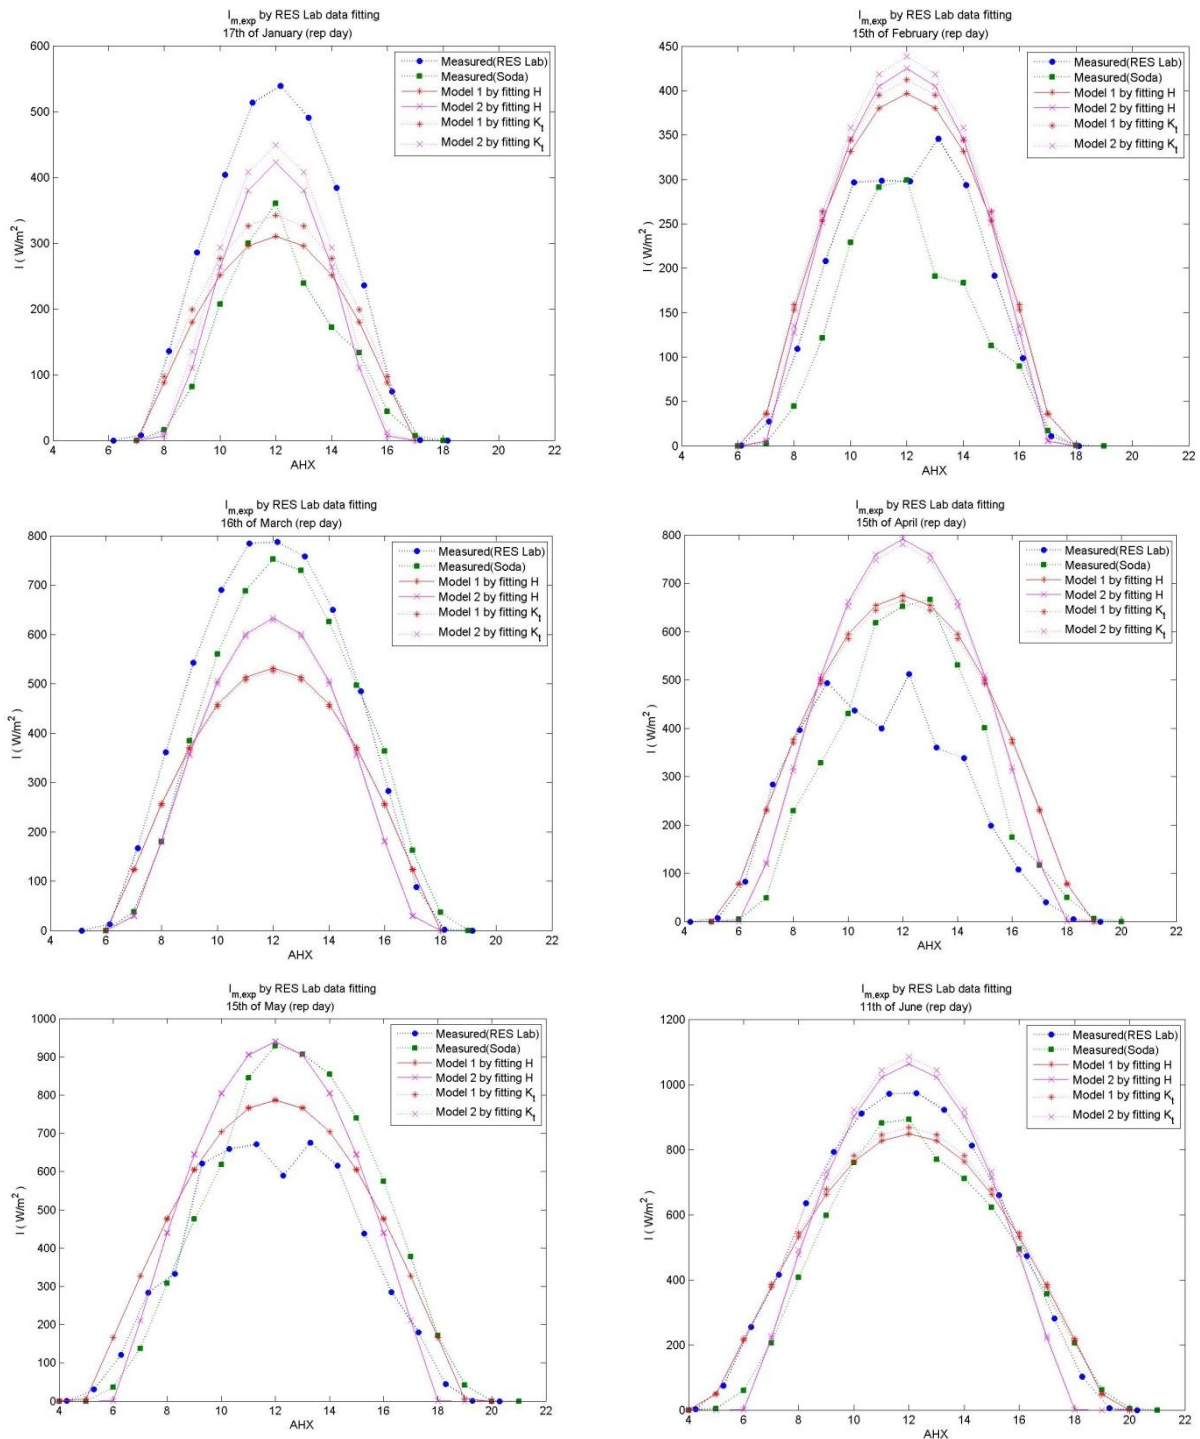 I_m,exp by RES Lab data fitting
17th of January (rep day)
600
500
400
300
200
100
0
I ( W/m²)
Measured(RES Lab)
Measured(Soda)
Model 1 by fitting H
Model 2 by fitting H
Model 1 by fitting K_t
Model 2 by fitting K_t
4 6 8 10 12 14 16 18 20 22
AHX
I_m,exp by RES Lab data fitting
15th of February (rep day)
450
400
350
300
250
200
150
100
50
0
I ( W/m²)
Measured(RES Lab)
Measured(Soda)
Model 1 by fitting H
Model 2 by fitting H
Model 1 by fitting K_t
Model 2 by fitting K_t
4 6 8 10 12 14 16 18 20 22
AHX
I_m,exp by RES Lab data fitting
16th of March (rep day)
800
700
600
500
400
300
200
100
0
I ( W/m²)
Measured(RES Lab)
Measured(Soda)
Model 1 by fitting H
Model 2 by fitting H
Model 1 by fitting K_t
Model 2 by fitting K_t
4 6 8 10 12 14 16 18 20 22
AHX
I_m,exp by RES Lab data fitting
15th of April (rep day)
800
700
600
500
400
300
200
100
0
I ( W/m²)
Measured(RES Lab)
Measured(Soda)
Model 1 by fitting H
Model 2 by fitting H
Model 1 by fitting K_t
Model 2 by fitting K_t
4 6 8 10 12 14 16 18 20 22
AHX
I_m,exp by RES Lab data fitting
15th of May (rep day)
1000
900
800
700
600
500
400
300
200
100
0
I ( W/m²)
Measured(RES Lab)
Measured(Soda)
Model 1 by fitting H
Model 2 by fitting H
Model 1 by fitting K_t
Model 2 by fitting K_t
4 6 8 10 12 14 16 18 20 22
AHX
I_m,exp by RES Lab data fitting
11th of June (rep day)
1200
1000
800
600
400
200
0
I ( W/m²)
Measured(RES Lab)
Measured(Soda)
Model 1 by fitting H
Model 2 by fitting H
Model 1 by fitting K_t
Model 2 by fitting K_t
4 6 8 10 12 14 16 18 20 22
AHX